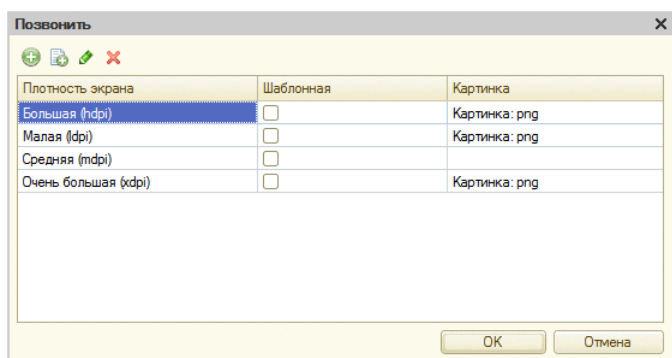 Позвонить
Плотность экрана Шаблонная Картинка
Большая (hdpi) Картинка: png
Малая (ldpi) Картинка: png
Средняя (mdpi)
Очень большая (xdpi) Картинка: png
OK Отмена